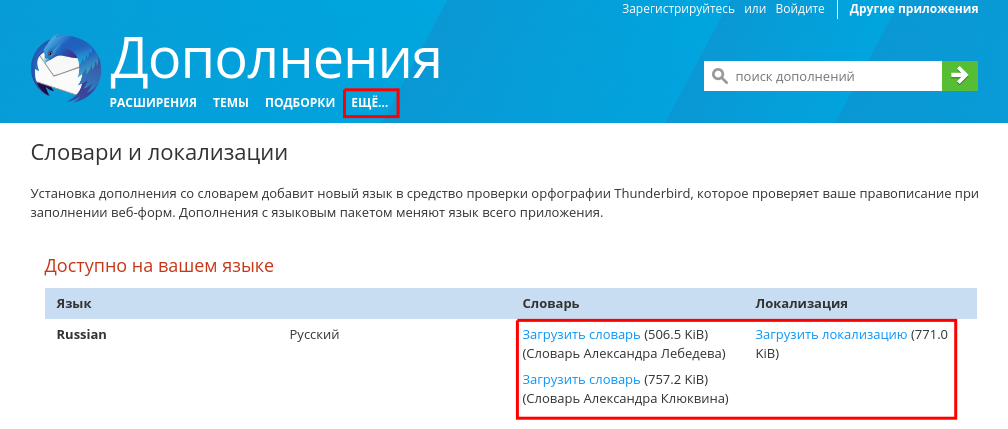 Зарегистрируйтесь или Войдите Другие приложения
Дополнения
поиск дополнений
РАСШИРЕНИЯ ТЕМЫ ПОДБОРКИ ЕЩЁ...
Словари и локализации
Установка дополнения со словарем добавит новый язык в средство проверки орфографии Thunderbird, которое проверяет ваше правописание при
заполнении веб-форм. Дополнения с языковым пакетом меняют язык всего приложения.
Доступно на вашем языке
Язык Словарь Локализация
Russian Русский Загрузить словарь (506.5 KiB) Загрузить локализацию (771.0
(Словарь Александра Лебедева) KiB)
Загрузить словарь (757.2 KiB)
(Словарь Александра Клюквина)